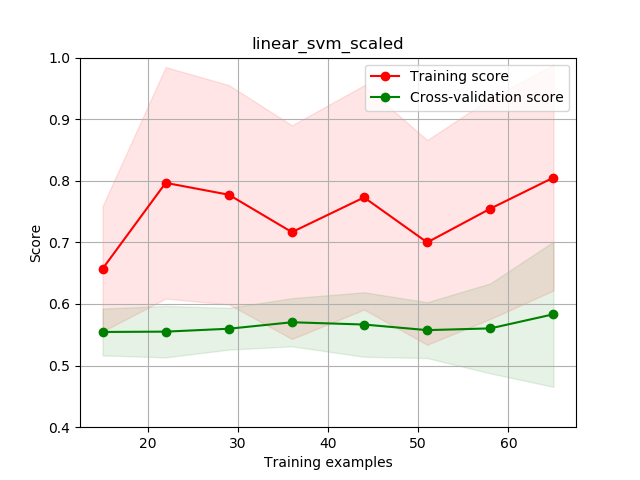 linear_svm_scaled
Training score
Cross-validation score
1.0
0.9
0.8
0.7
0.6
0.5
0.4
Score
20 30 40 50 60
Training examples